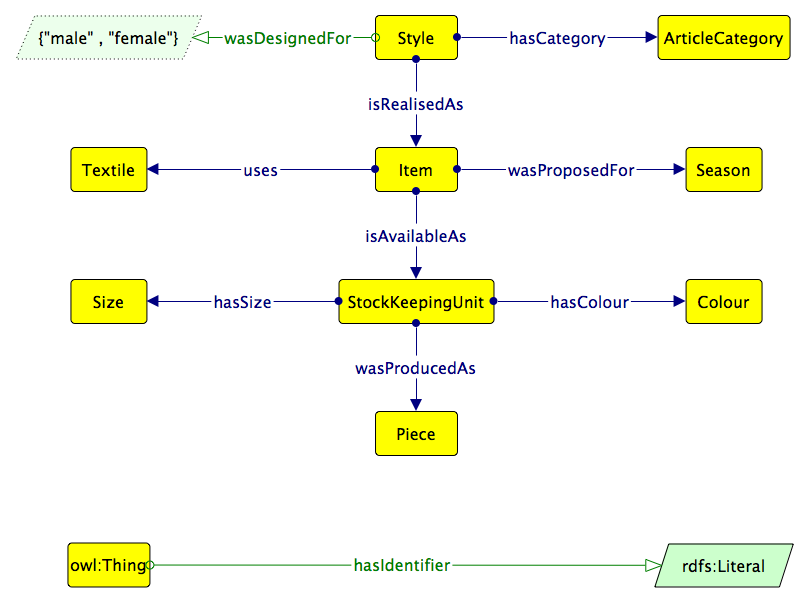 {"male" , "female"} wasDesignedFor Style hasCategory ArticleCategory
isRealisedAs
Textile uses Item wasProposedFor Season
isAvailableAs
Size hasSize StockKeepingUnit hasColour Colour
wasProducedAs
Piece
owl:Thing hasIdentifier rdfs:Literal